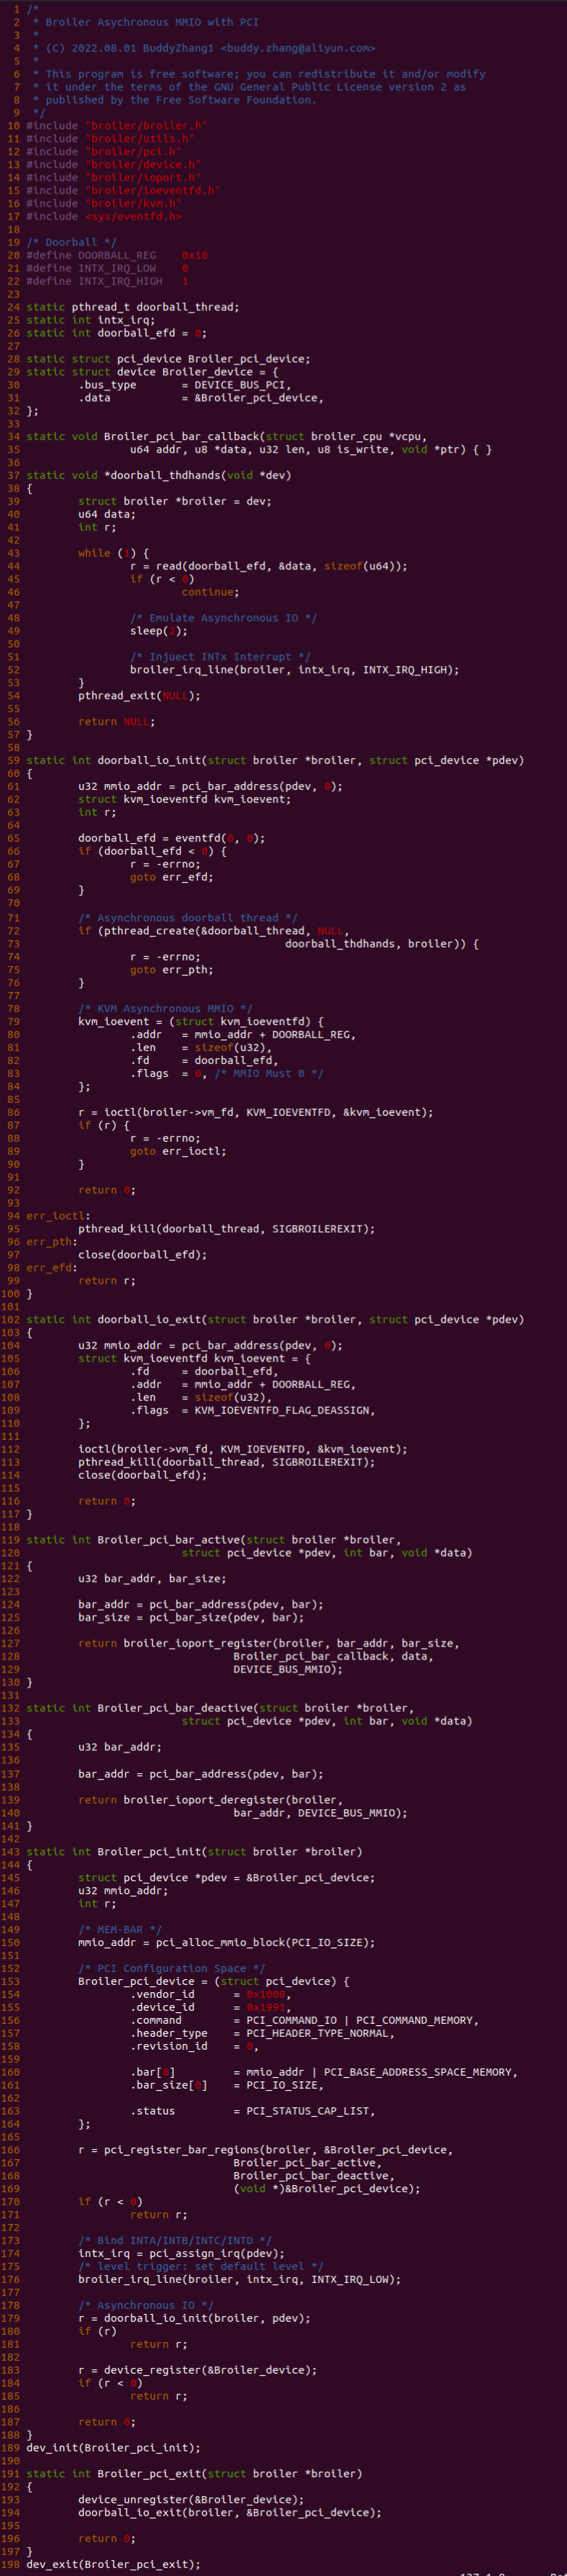 1 /*
2  * Broiler Asychronous MMIO with PCI
3  *
4  * (C) 2022.08.01 BuddyZhang1 <buddy.zhang@aliyun.com>
5  *
6  * This program is free software; you can redistribute it and/or modify
7  * it under the terms of the GNU General Public License version 2 as
8  * published by the Free Software Foundation.
9  */
10 #include "broiler/broiler.h"
11 #include "broiler/utils.h"
12 #include "broiler/pci.h"
13 #include "broiler/device.h"
14 #include "broiler/ioport.h"
15 #include "broiler/ioeventfd.h"
16 #include "broiler/kvm.h"
17 #include <sys/eventfd.h>
18
19 /* Doorball */
20 #define DOORBALL_REG    0x10
21 #define INTX_IRQ_LOW    0
22 #define INTX_IRQ_HIGH   1
23
24 static pthread_t doorball_thread;
25 static int intx_irq;
26 static int doorball_efd = 0;
27
28 static struct pci_device Broiler_pci_device;
29 static struct device Broiler_device = {
30         .bus_type       = DEVICE_BUS_PCI,
31         .data           = &Broiler_pci_device,
32 };
33
34 static void Broiler_pci_bar_callback(struct broiler_cpu *vcpu,
35                 u64 addr, u8 *data, u32 len, u8 is_write, void *ptr) { }
36
37 static void *doorball_thdhands(void *dev)
38 {
39         struct broiler *broiler = dev;
40         u64 data;
41         int r;
42
43         while (1) {
44                 r = read(doorball_efd, &data, sizeof(u64));
45                 if (r < 0)
46                         continue;
47
48                 /* Emulate Asynchronous IO */
49                 sleep(2);
50
51                 /* Injuect INTx Interrupt */
52                 broiler_irq_line(broiler, intx_irq, INTX_IRQ_HIGH);
53         }
54         pthread_exit(NULL);
55
56         return NULL;
57 }
58
59 static int doorball_io_init(struct broiler *broiler, struct pci_device *pdev)
60 {
61         u32 mmio_addr = pci_bar_address(pdev, 0);
62         struct kvm_ioeventfd kvm_ioevent;
63         int r;
64
65         doorball_efd = eventfd(0, 0);
66         if (doorball_efd < 0) {
67                 r = -errno;
68                 goto err_efd;
69         }
70
71         /* Asynchronous doorball thread */
72         if (pthread_create(&doorball_thread, NULL,
73                                         doorball_thdhands, broiler)) {
74                 r = -errno;
75                 goto err_pth;
76         }
77
78         /* KVM Asynchronous MMIO */
79         kvm_ioevent = (struct kvm_ioeventfd) {
80                 .addr   = mmio_addr + DOORBALL_REG,
81                 .len    = sizeof(u32),
82                 .fd     = doorball_efd,
83                 .flags  = 0, /* MMIO Must 0 */
84         };
85
86         r = ioctl(broiler->vm_fd, KVM_IOEVENTFD, &kvm_ioevent);
87         if (r) {
88                 r = -errno;
89                 goto err_ioctl;
90         }
91
92         return 0;
93
94 err_ioctl:
95         pthread_kill(doorball_thread, SIGBROILEREXIT);
96 err_pth:
97         close(doorball_efd);
98 err_efd:
99         return r;
100 }
101
102 static int doorball_io_exit(struct broiler *broiler, struct pci_device *pdev)
103 {
104         u32 mmio_addr = pci_bar_address(pdev, 0);
105         struct kvm_ioeventfd kvm_ioevent = {
106                 .fd     = doorball_efd,
107                 .addr   = mmio_addr + DOORBALL_REG,
108                 .len    = sizeof(u32),
109                 .flags  = KVM_IOEVENTFD_FLAG_DEASSIGN,
110         };
111
112         ioctl(broiler->vm_fd, KVM_IOEVENTFD, &kvm_ioevent);
113         pthread_kill(doorball_thread, SIGBROILEREXIT);
114         close(doorball_efd);
115
116         return 0;
117 }
118
119 static int Broiler_pci_bar_active(struct broiler *broiler,
120                         struct pci_device *pdev, int bar, void *data)
121 {
122         u32 bar_addr, bar_size;
123
124         bar_addr = pci_bar_address(pdev, bar);
125         bar_size = pci_bar_size(pdev, bar);
126
127         return broiler_ioport_register(broiler, bar_addr, bar_size,
128                                 Broiler_pci_bar_callback, data,
129                                 DEVICE_BUS_MMIO);
130 }
131
132 static int Broiler_pci_bar_deactive(struct broiler *broiler,
133                         struct pci_device *pdev, int bar, void *data)
134 {
135         u32 bar_addr;
136
137         bar_addr = pci_bar_address(pdev, bar);
138
139         return broiler_ioport_deregister(broiler,
140                                 bar_addr, DEVICE_BUS_MMIO);
141 }
142
143 static int Broiler_pci_init(struct broiler *broiler)
144 {
145         struct pci_device *pdev = &Broiler_pci_device;
146         u32 mmio_addr;
147         int r;
148
149         /* MEM-BAR */
150         mmio_addr = pci_alloc_mmio_block(PCI_IO_SIZE);
151
152         /* PCI Configuration Space */
153         Broiler_pci_device = (struct pci_device) {
154                 .vendor_id      = 0x1008,
155                 .device_id      = 0x1991,
156                 .command        = PCI_COMMAND_IO | PCI_COMMAND_MEMORY,
157                 .header_type    = PCI_HEADER_TYPE_NORMAL,
158                 .revision_id    = 0,
159
160                 .bar[0]         = mmio_addr | PCI_BASE_ADDRESS_SPACE_MEMORY,
161                 .bar_size[0]    = PCI_IO_SIZE,
162
163                 .status         = PCI_STATUS_CAP_LIST,
164         };
165
166         r = pci_register_bar_regions(broiler, &Broiler_pci_device,
167                                 Broiler_pci_bar_active,
168                                 Broiler_pci_bar_deactive,
169                                 (void *)&Broiler_pci_device);
170         if (r < 0)
171                 return r;
172
173         /* Bind INTA/INTB/INTC/INTD */
174         intx_irq = pci_assign_irq(pdev);
175         /* level trigger: set default level */
176         broiler_irq_line(broiler, intx_irq, INTX_IRQ_LOW);
177
178         /* Asynchronous IO */
179         r = doorball_io_init(broiler, pdev);
180         if (r)
181                 return r;
182
183         r = device_register(&Broiler_device);
184         if (r < 0)
185                 return r;
186
187         return 0;
188 }
189 dev_init(Broiler_pci_init);
190
191 static int Broiler_pci_exit(struct broiler *broiler)
192 {
193         device_unregister(&Broiler_device);
194         doorball_io_exit(broiler, &Broiler_pci_device);
195
196         return 0;
197 }
198 dev_exit(Broiler_pci_exit);